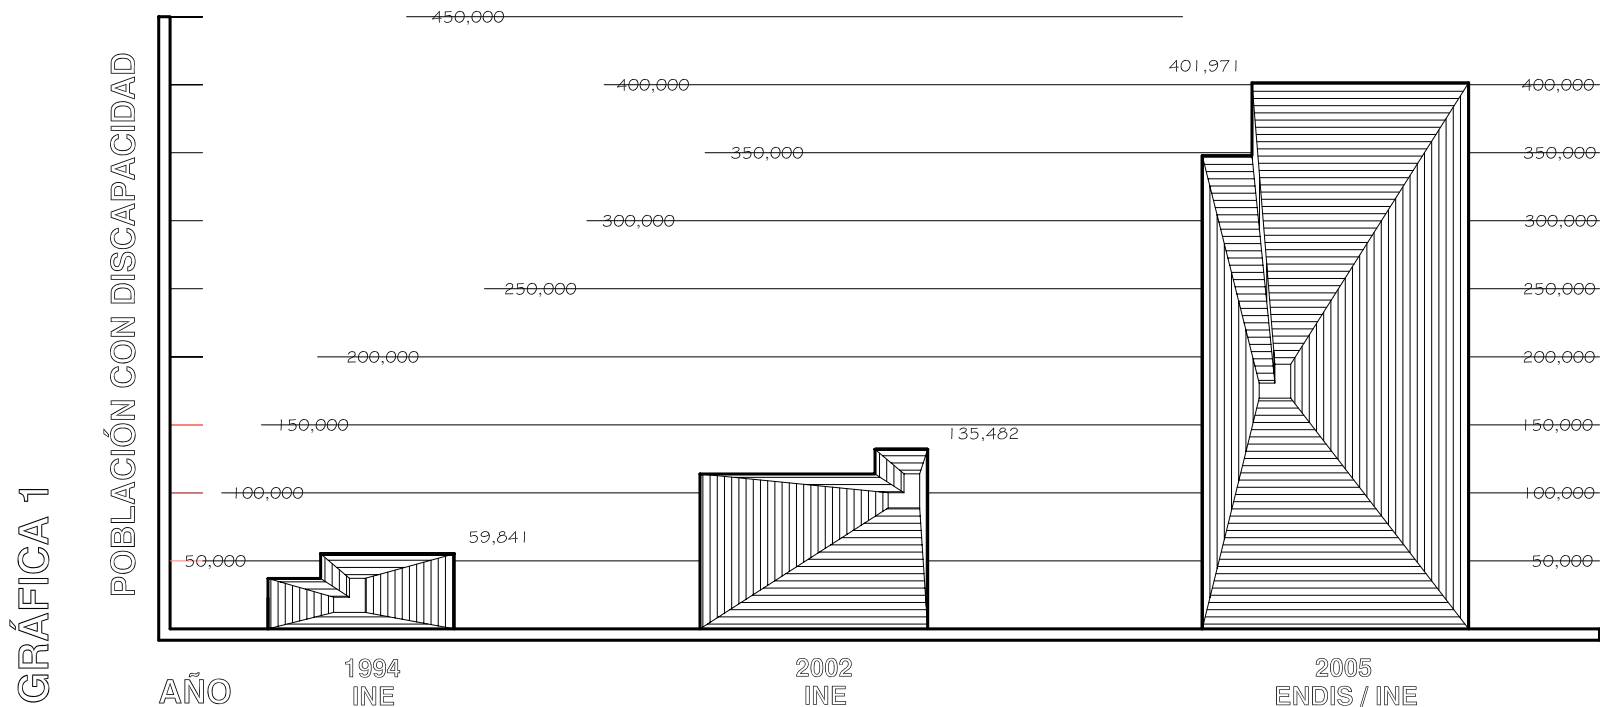 GRÁFICA 1
POBLACIÓN CON DISCAPACIDAD
450,000
401,971
400,000 400,000
350,000 350,000
300,000 300,000
250,000 250,000
200,000 200,000
150,000 150,000
135,482
100,000 100,000
59,841
50,000 50,000
AÑO
1994
INE
2002
INE
2005
ENDIS / INE